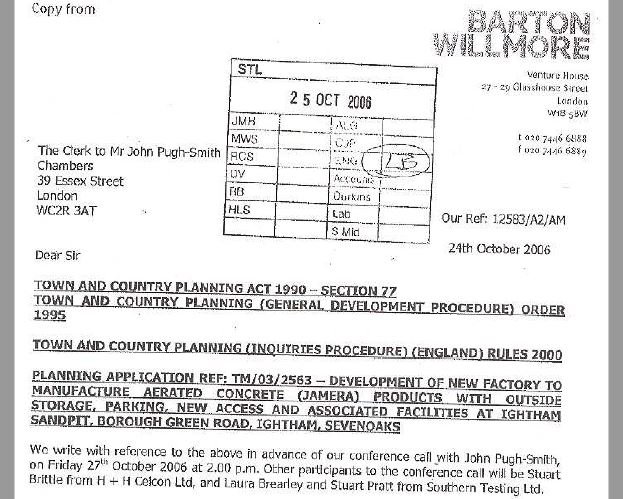 Copy from
BARTON
WILLMORE
Venture House
27 - 29 Glasshouse Street
London
W1B 5BW
t 020 7446 6888
f 020 7446 6889
STL
25 OCT 2006
JMB ALG
MWS CJP
RCS ENG LB
DV Accounts
BB Durkins
HLS Lab
S Mid
The Clerk to Mr John Pugh-Smith
Chambers
39 Essex Street
London
WC2R 3AT
Our Ref: 12583/A2/AM
24th October 2006
Dear Sir
TOWN AND COUNTRY PLANNING ACT 1990 – SECTION 77
TOWN AND COUNTRY PLANNING (GENERAL DEVELOPMENT PROCEDURE) ORDER
1995
TOWN AND COUNTRY PLANNING (INQUIRIES PROCEDURE) (ENGLAND) RULES 2000
PLANNING APPLICATION REF: TM/03/2563 – DEVELOPMENT OF NEW FACTORY TO
MANUFACTURE AERATED CONCRETE (JAMERA) PRODUCTS WITH OUTSIDE
STORAGE, PARKING, NEW ACCESS AND ASSOCIATED FACILITIES AT IGHTHAM
SANDPIT, BOROUGH GREEN ROAD, IGHTHAM, SEVENOAKS
We write with reference to the above in advance of our conference call with John Pugh-Smith,
on Friday 27th October 2006 at 2.00 p.m. Other participants to the conference call will be Stuart
Brittle from H + H Celcon Ltd, and Laura Brearley and Stuart Pratt from Southern Testing Ltd.